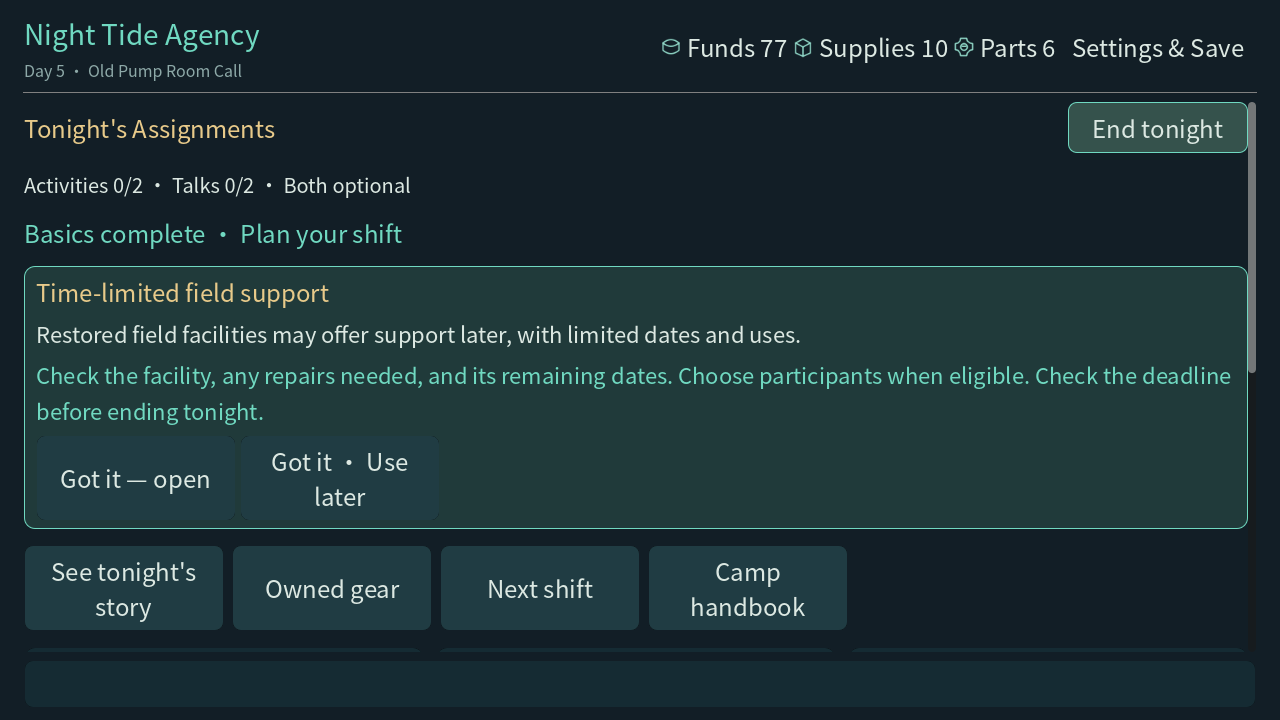 Night Tide Agency
Day 5 • Old Pump Room Call
Funds 77 Supplies 10 Parts 6 Settings & Save
Tonight's Assignments
End tonight
Activities 0/2 • Talks 0/2 • Both optional
Basics complete • Plan your shift
Time-limited field support
Restored field facilities may offer support later, with limited dates and uses.
Check the facility, any repairs needed, and its remaining dates. Choose participants when eligible. Check the deadline
before ending tonight.
Got it — open
Got it • Use
later
See tonight's
story
Owned gear
Next shift
Camp
handbook